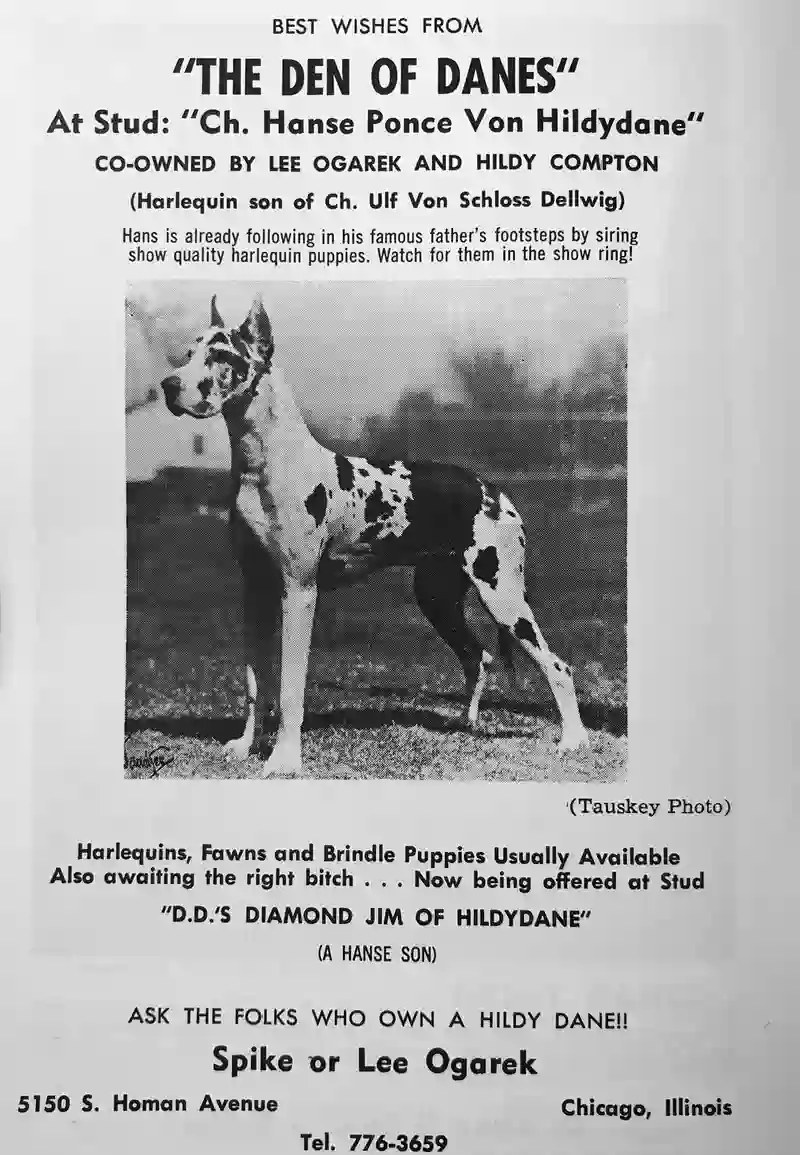 BEST WISHES FROM
"THE DEN OF DANES"
At Stud: "Ch. Hanse Ponce Von Hildydane"
CO-OWNED BY LEE OGAREK AND HILDY COMPTON
(Harlequin son of Ch. Ulf Von Schloss Dellwig)
Hans is already following in his famous father's footsteps by siring
show quality harlequin puppies. Watch for them in the show ring!
(Tauskey Photo)
Harlequins, Fawns and Brindle Puppies Usually Available
Also awaiting the right bitch . . . Now being offered at Stud
"D.D.'S DIAMOND JIM OF HILDYDANE"
(A HANSE SON)
ASK THE FOLKS WHO OWN A HILDY DANE!!
Spike or Lee Ogarek
5150 S. Homan Avenue
Chicago, Illinois
Tel. 776-3659